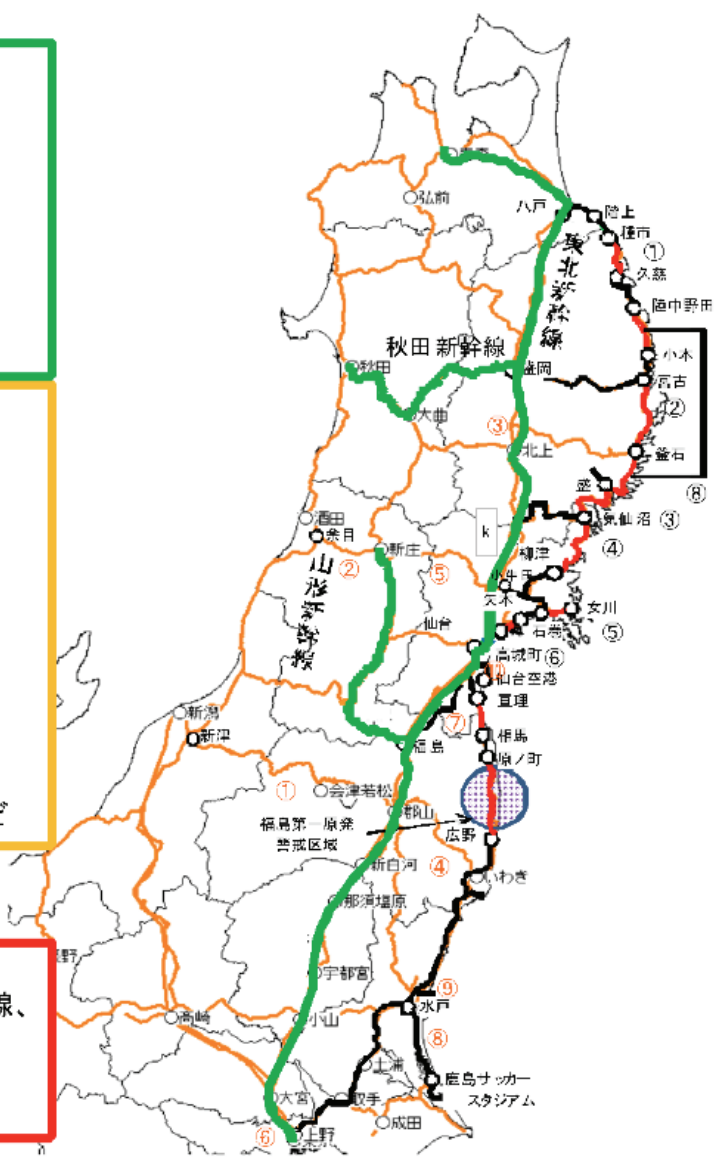 弘前
八戸
階上
種市
①
久慈
陸中野田
東北新幹線
秋田新幹線
秋田
盛岡
小本
宮古
②
大曲
③
北上
釜石
盛
⑧
酒田
余目
気仙沼 ③
k
新庄
②
⑤
柳津
④
山形新幹線
小牛田
矢本
女川
石巻
⑤
仙台
高城町 ⑥
仙台空港
亘理
⑦
新潟
新津
福島
相馬
原ノ町
①
会津若松
郡山
福島第一原発
警戒区域
広野
新白河
④
いわき
那須塩原
宇都宮
⑨
水戸
高崎
小山
⑧
土浦
鹿島サッカー
スタジアム
大宮
取手
成田
⑥
上野
線、